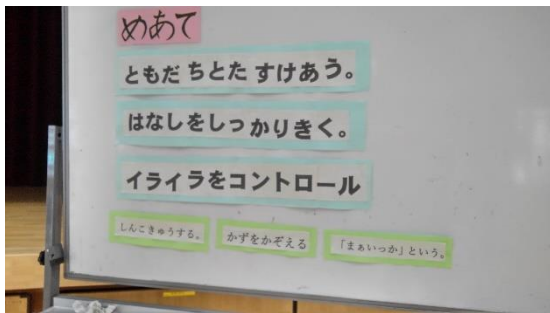 めあて
ともだちとたすけあう。
はなしをしっかりきく。
イライラをコントロール
しんこきゅうする。 かずをかぞえる 「まぁいっか」という。